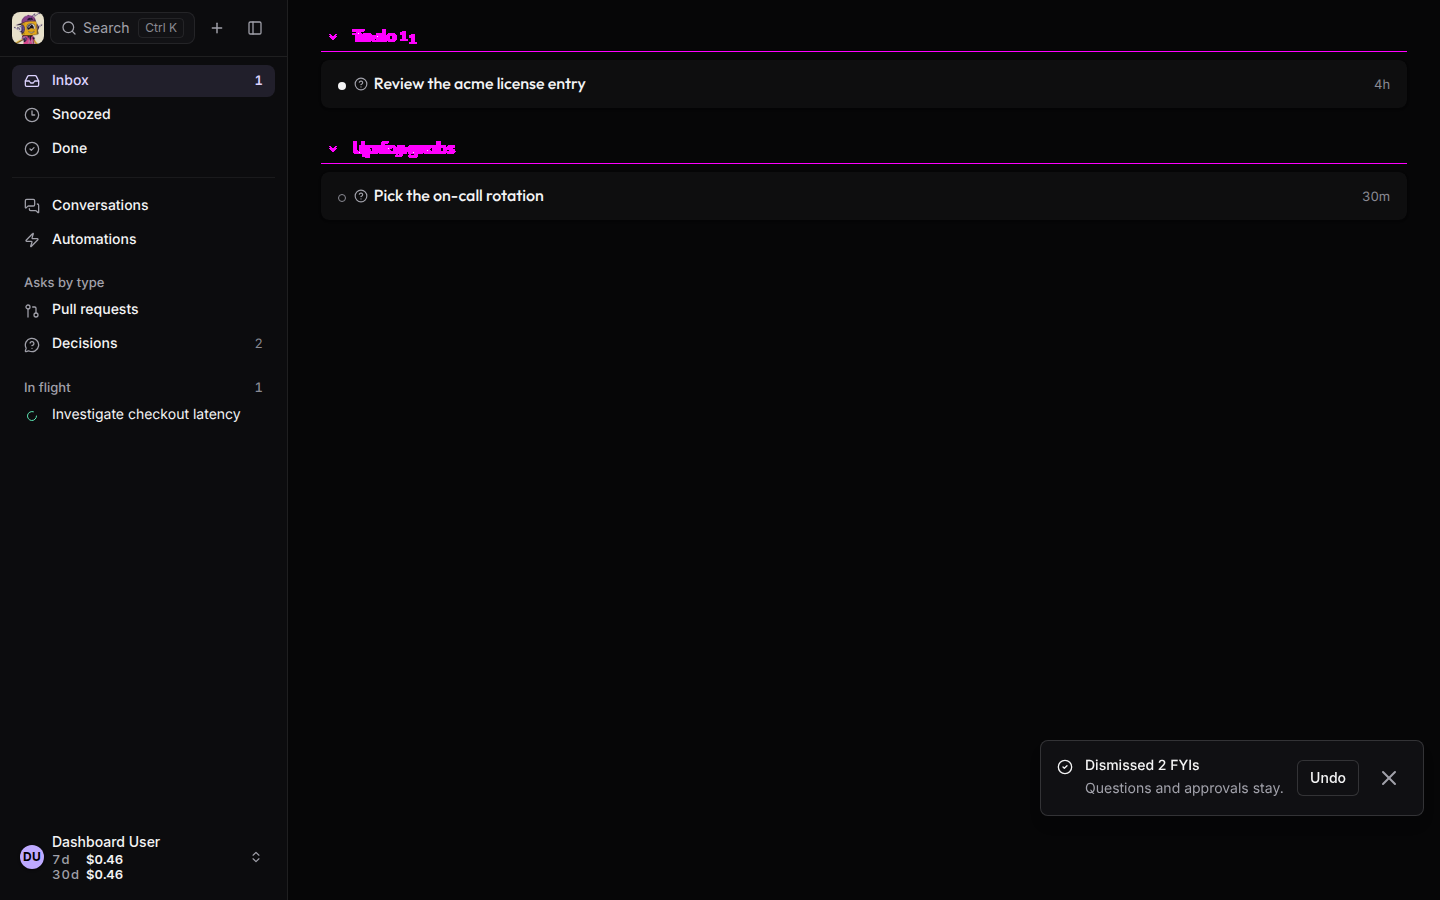 Search Ctrl K
Inbox 1
Snoozed
Done
Conversations
Automations
Asks by type
Pull requests
Decisions 2
In flight 1
Investigate checkout latency
DU Dashboard User
7d $0.46
30d $0.46
Review the acme license entry 4h
Pick the on-call rotation 30m
Dismissed 2 FYIs
Questions and approvals stay.
Undo